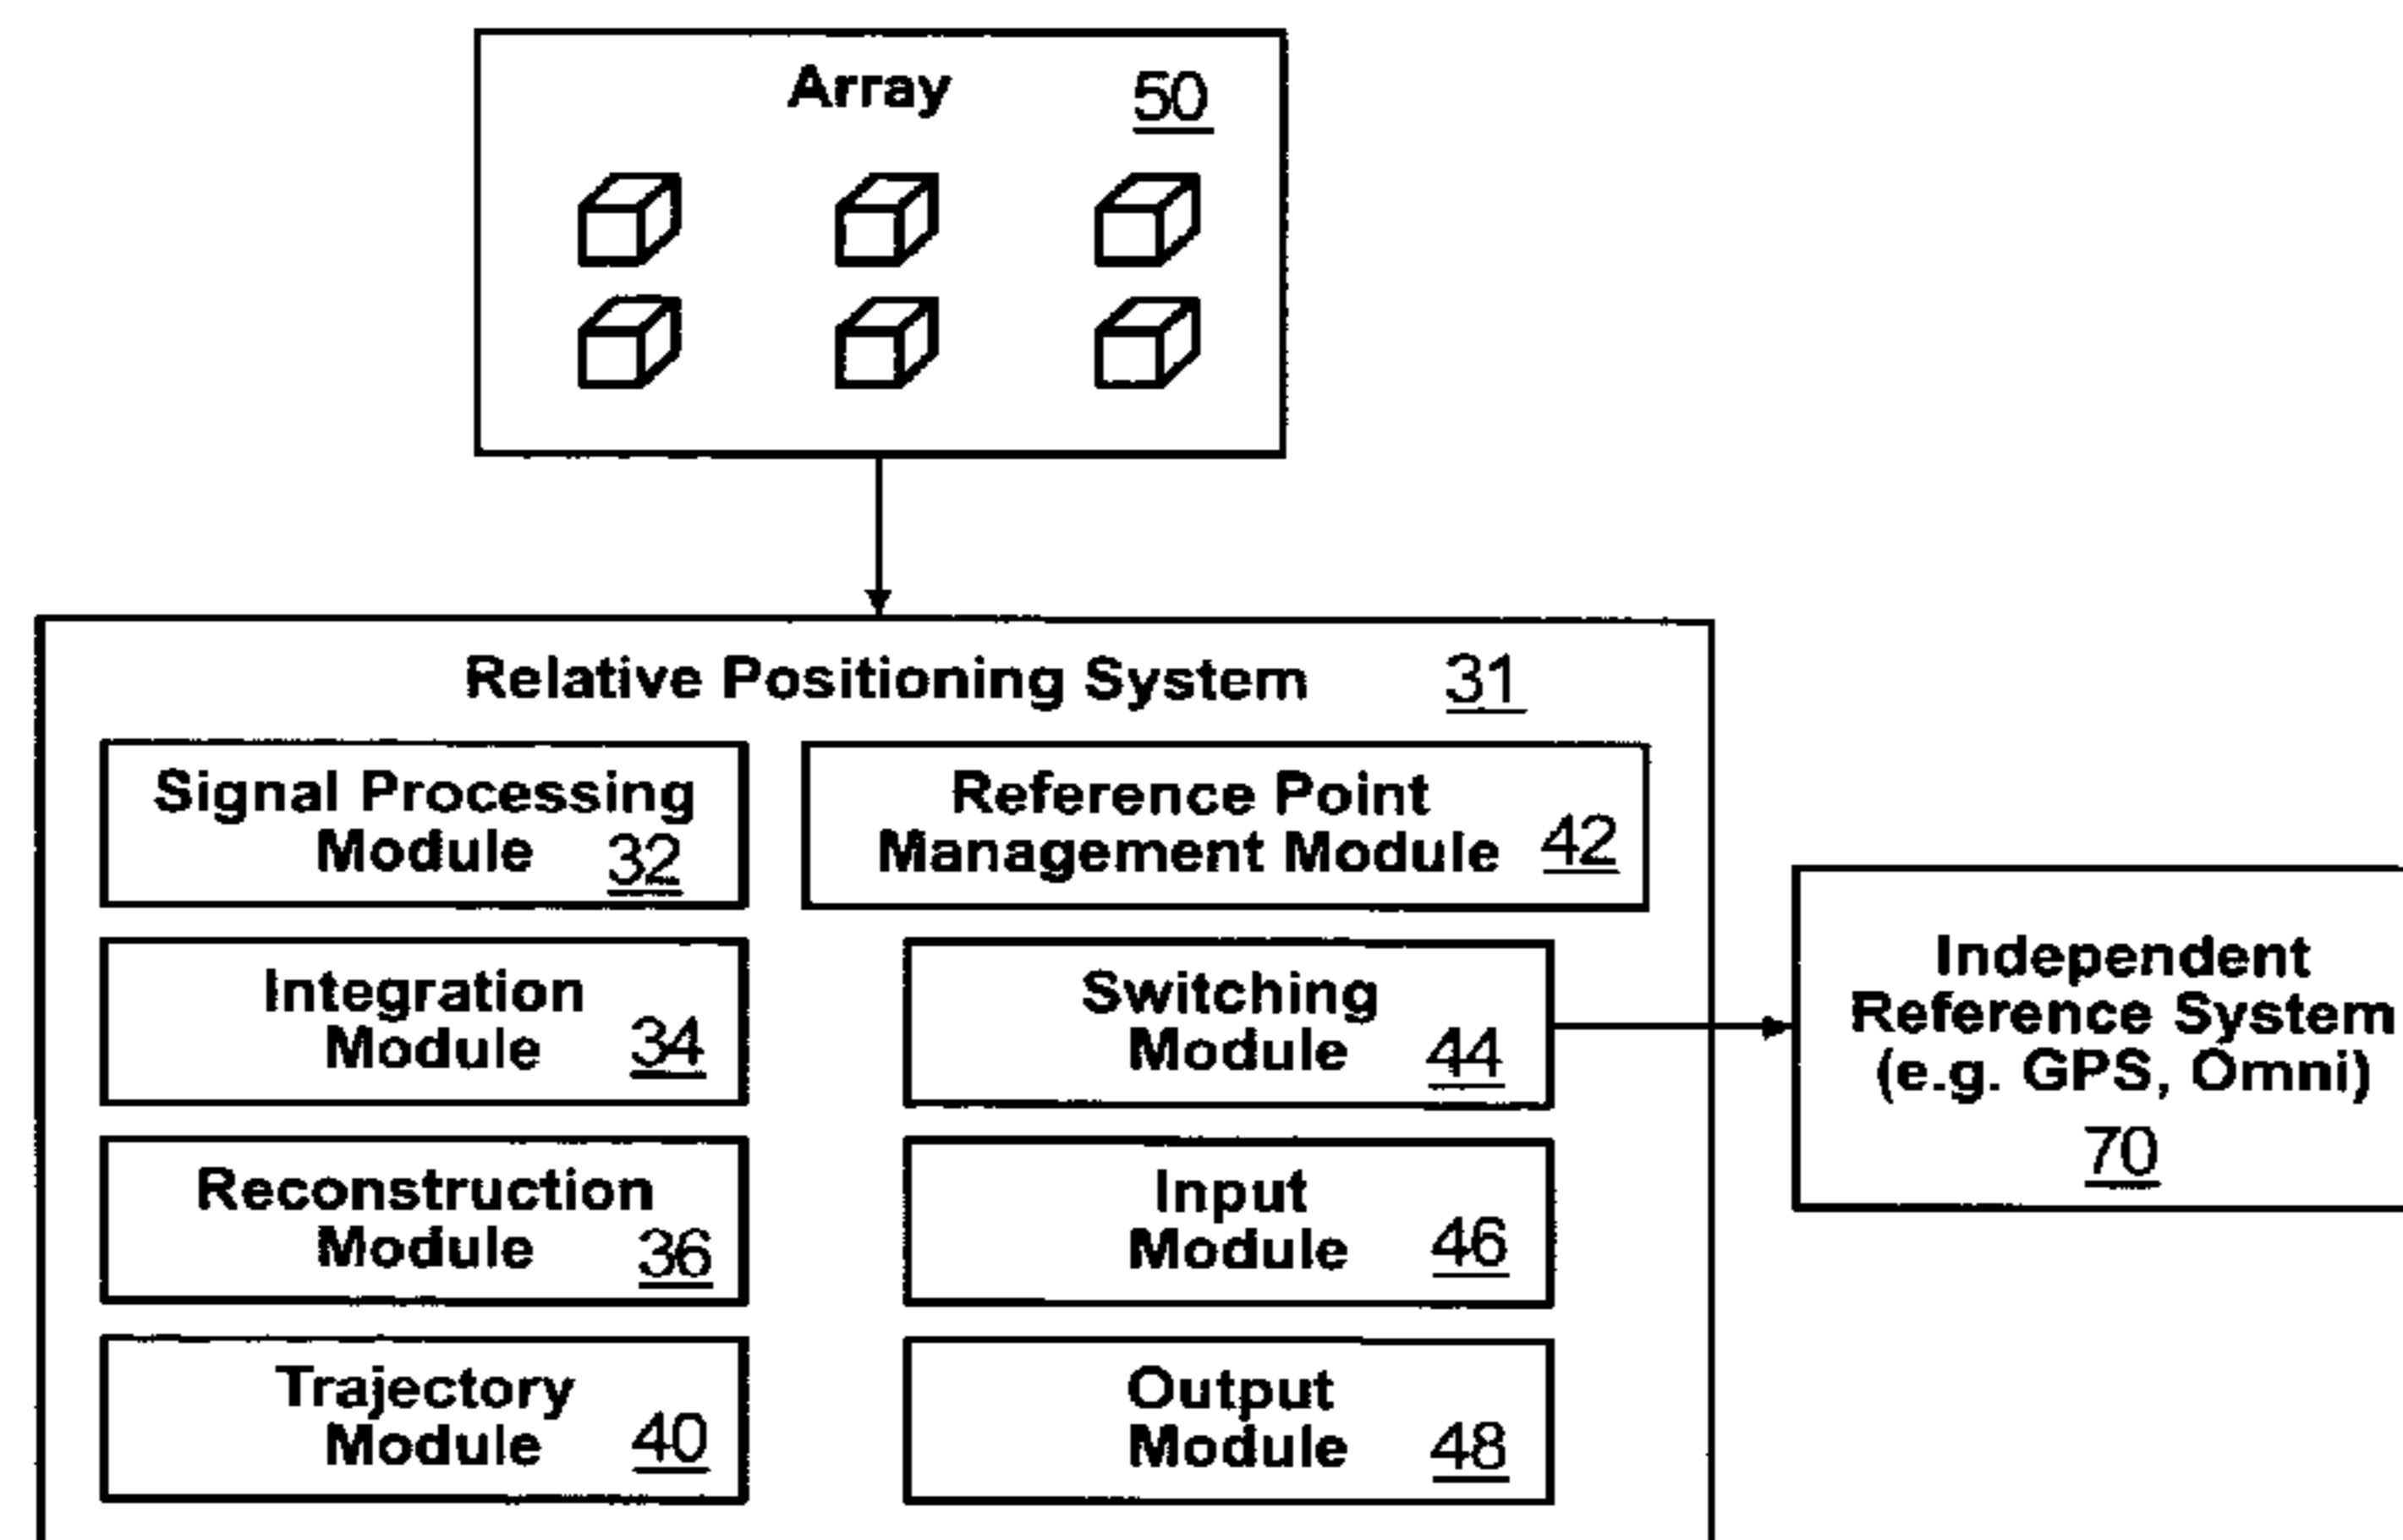 Array 50
Relative Positioning System 31
Signal Processing
Module 32
Reference Point
Management Module 42
Integration
Module 34
Switching
Module 44
Reconstruction
Module 36
Input
Module 46
Trajectory
Module 40
Output
Module 48
Independent
Reference System
(e.g. GPS, Omni)
70